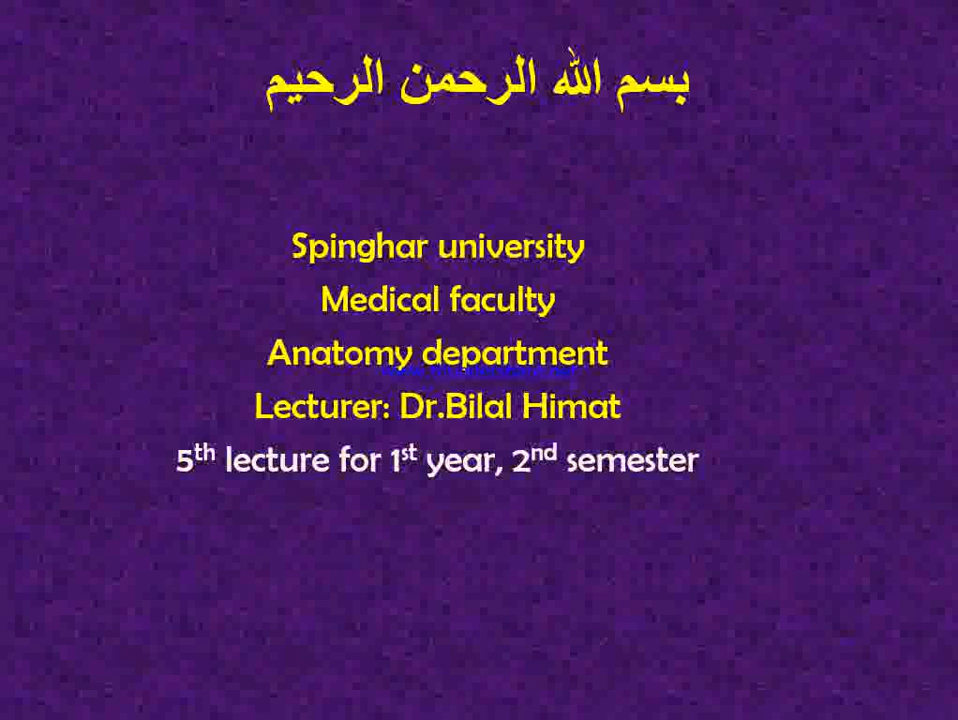 بسم الله الرحمن الرحيم
Spinghar university
Medical faculty
Anatomy department
Lecturer: Dr.Bilal Himat
5th lecture for 1st year, 2nd semester